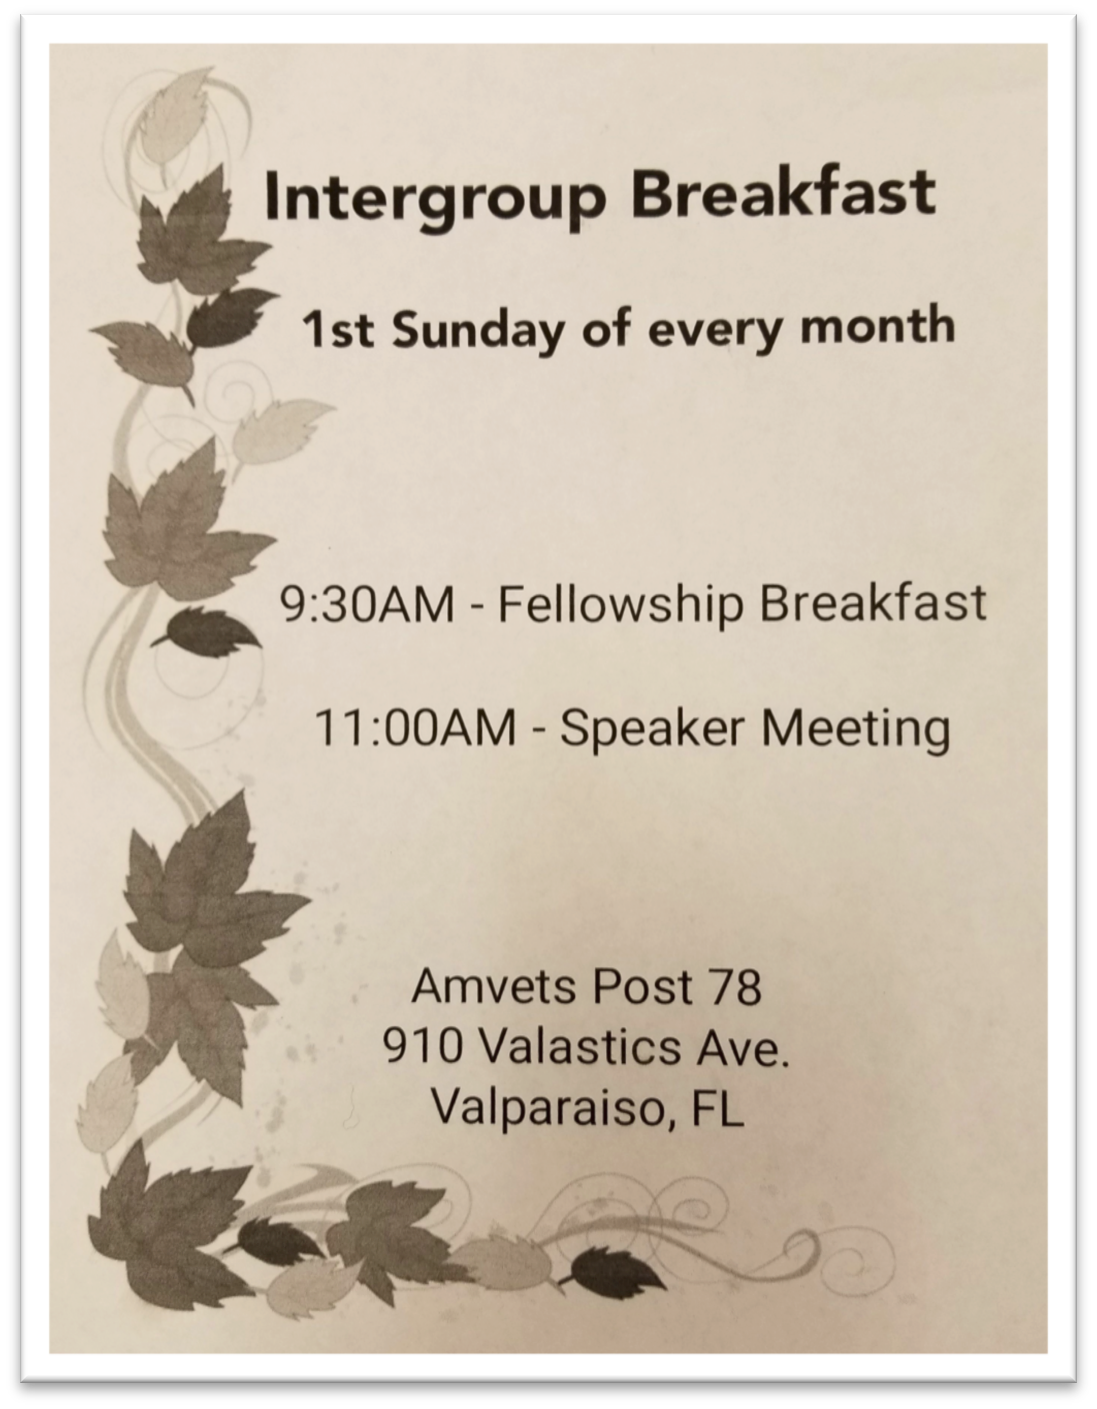 Intergroup Breakfast
1st Sunday of every month
9:30AM - Fellowship Breakfast
11:00AM - Speaker Meeting
Amvets Post 78
910 Valastics Ave.
Valparaiso, FL